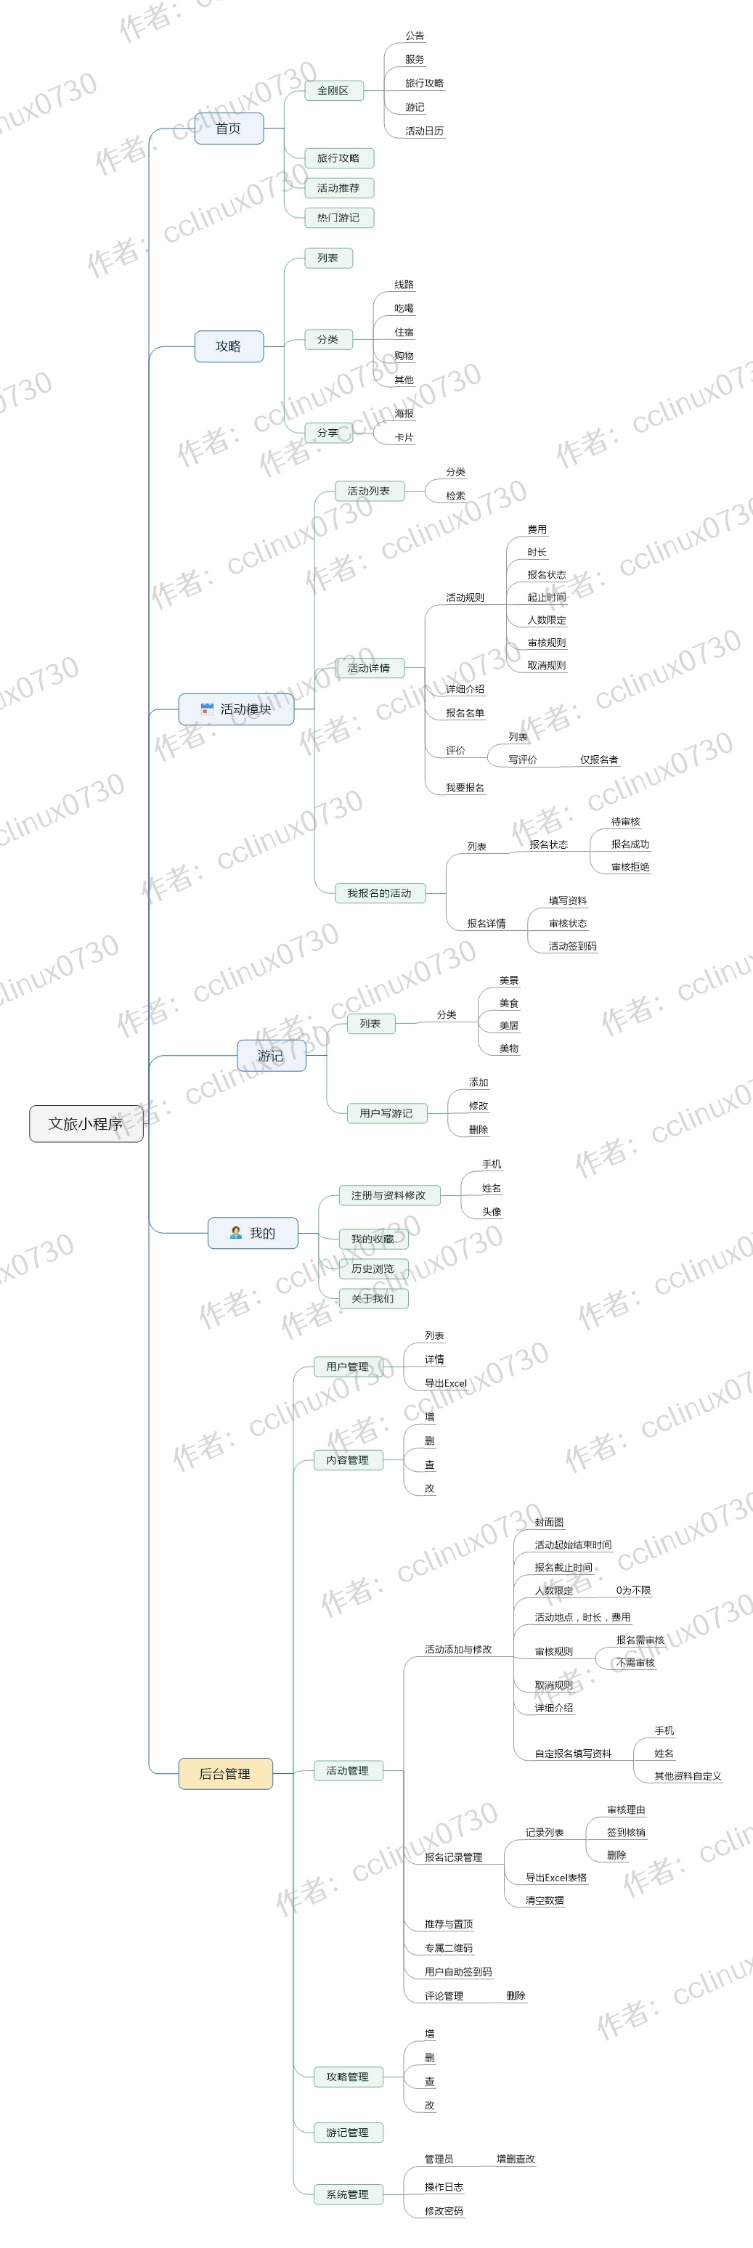 文旅小程序
首页
金刚区
公告
服务
旅行攻略
游记
活动日历
旅行攻略
活动推荐
热门游记
攻略
列表
分类
线路
吃喝
住宿
购物
其他
分享
海报
卡片
活动模块
活动列表
分类
检索
活动详情
活动规则
费用
时长
报名状态
起止时间
人数限定
审核规则
取消规则
详细介绍
报名名单
评价
列表
写评价
仅报名者
我要报名
我报名的活动
列表
报名状态
待审核
报名成功
审核拒绝
报名详情
填写资料
审核状态
活动签到码
游记
列表
分类
美景
美食
美居
美物
用户写游记
添加
修改
删除
我的
注册与资料修改
手机
姓名
头像
我的收藏
历史浏览
关于我们
后台管理
用户管理
列表
详情
导出Excel
内容管理
增
删
查
改
活动管理
活动添加与修改
封面图
活动起始结束时间
报名截止时间
人数限定
0为不限
活动地点，时长，费用
审核规则
报名需审核
不需审核
取消规则
详细介绍
自定报名填写资料
手机
姓名
其他资料自定义
报名记录管理
记录列表
审核理由
签到核销
删除
导出Excel表格
清空数据
推荐与置顶
专属二维码
用户自助签到码
评论管理
删除
攻略管理
增
删
查
改
游记管理
系统管理
管理员
增删查改
操作日志
修改密码
作者：cclinux0730